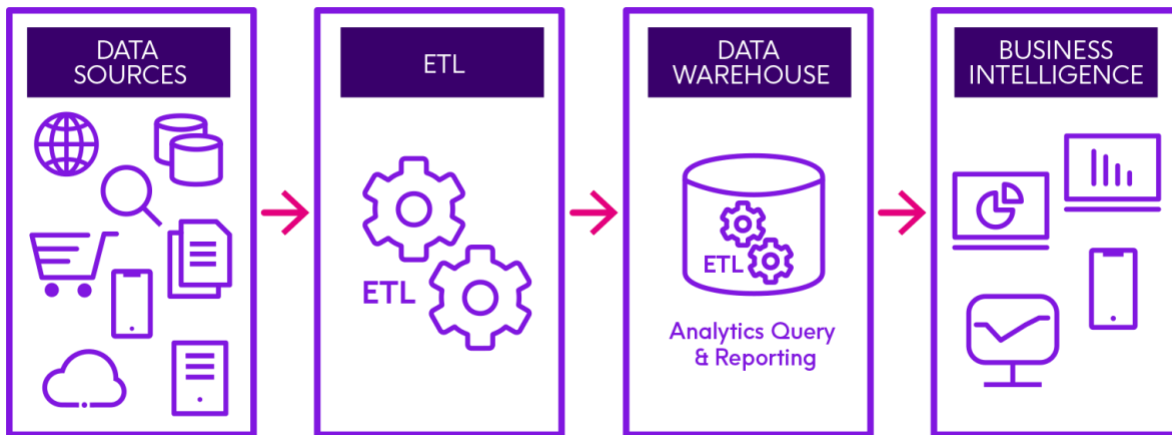 DATA
SOURCES
ETL
ETL
DATA
WAREHOUSE
ETL
Analytics Query
& Reporting
BUSINESS
INTELLIGENCE